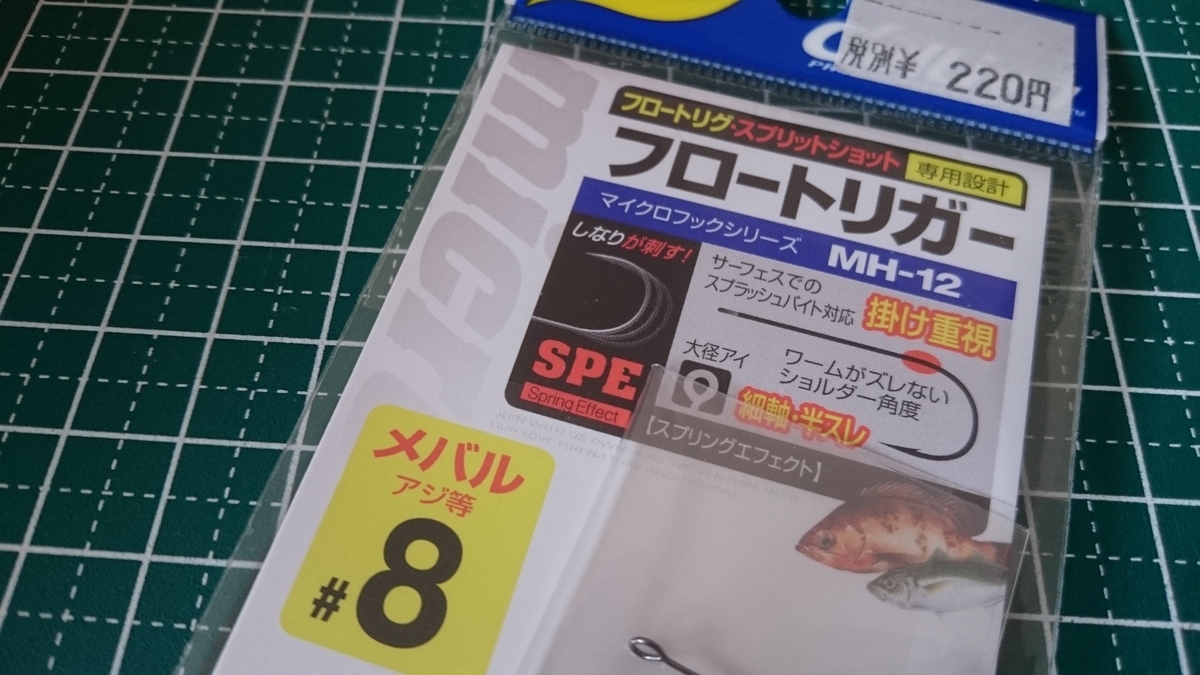 税抜¥ 220円
micr
フロートリグ・スプリットショット 専用設計
フロートリガー
マイクロフックシリーズ MH-12
しなりが刺す!
SPE
Spring Effect
サーフェスでの
スプラッシュバイト対応 掛け重視
大径アイ
ワームがズレない
ショルダー角度
細軸・半スレ
【スプリングエフェクト】
メバル
アジ等
#8